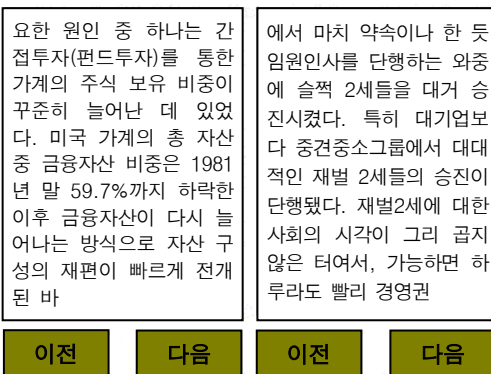 요한 원인 중 하나는 간
접투자(펀드투자)를 통한
가계의 주식 보유 비중이
꾸준히 늘어난 데 있었
다. 미국 가계의 총 자산
중 금융자산 비중은 1981
년 말 59.7%까지 하락한
이후 금융자산이 다시 늘
어나는 방식으로 자산 구
성의 재편이 빠르게 전개
된 바
이전
다음
에서 마치 약속이나 한 듯
임원인사를 단행하는 와중
에 슬쩍 2세들을 대거 승
진시켰다. 특히 대기업보
다 중견중소그룹에서 대대
적인 재벌 2세들의 승진이
단행됐다. 재벌2세에 대한
사회의 시각이 그리 곱지
않은 터여서, 가능하면 하
루라도 빨리 경영권
이전
다음